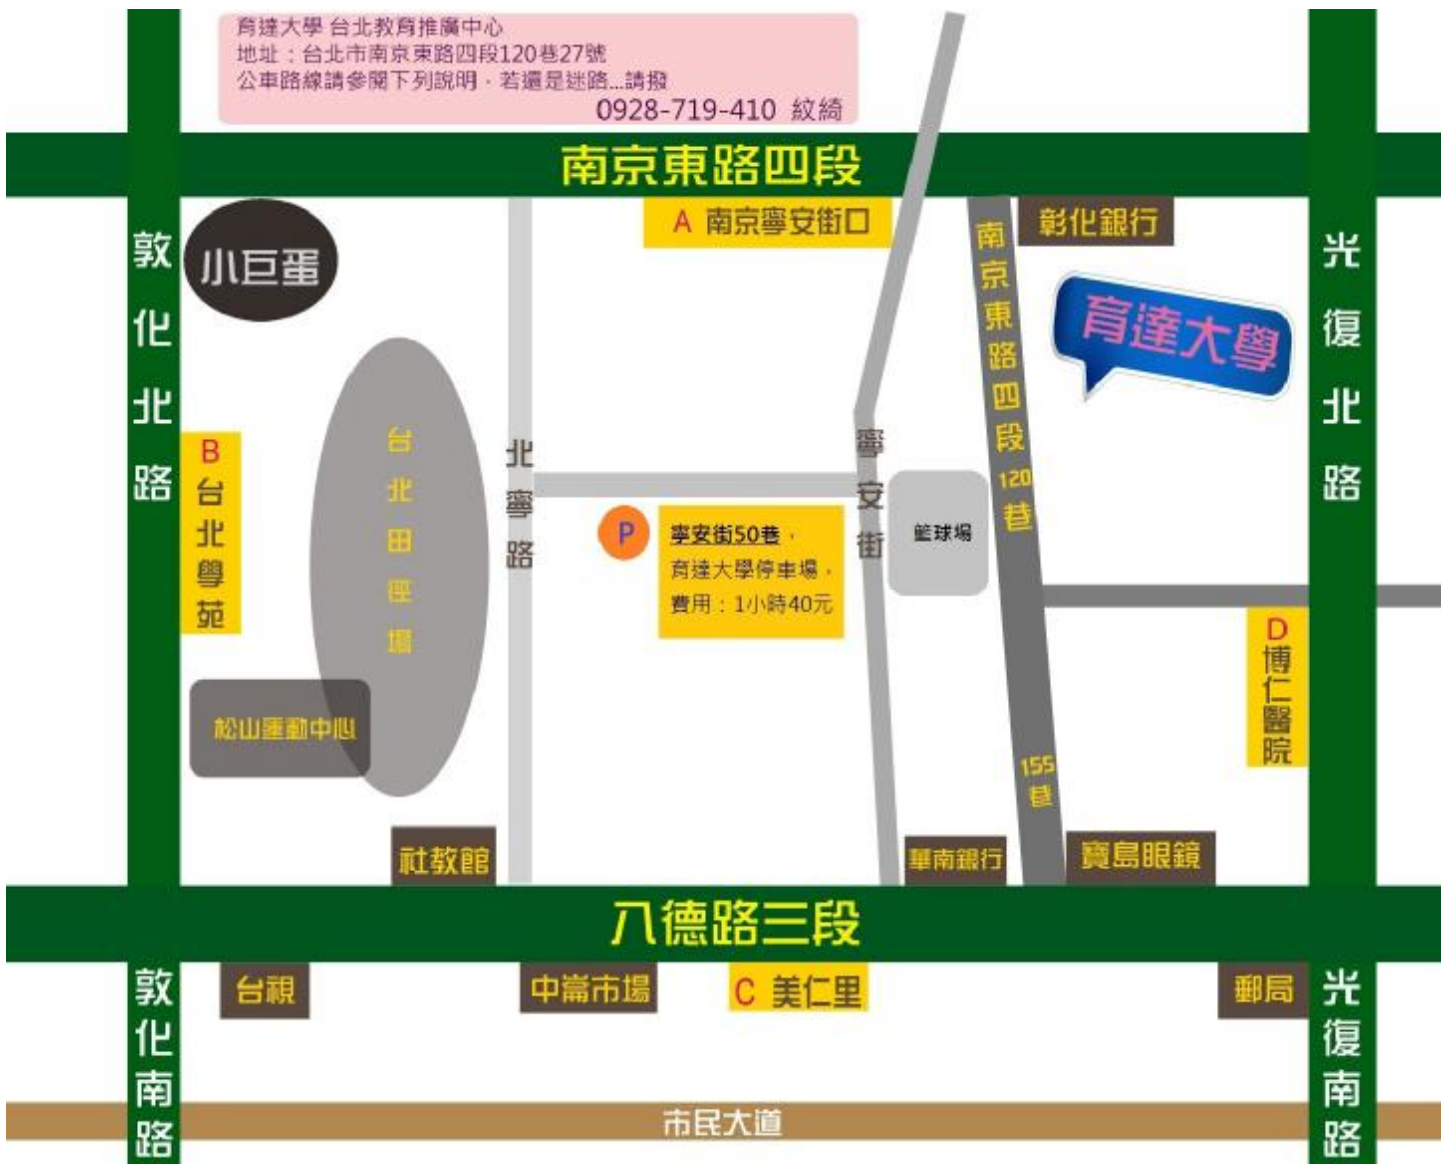 育達大學 台北教育推廣中心
地址：台北市南京東路四段120巷27號
公車路線請參閱下列說明，若還是迷路...請撥
0928-719-410 紋綺
南京東路四段
敦化北路
小巨蛋
A 南京寧安街口
南京東路四段120巷
彰化銀行
育達大學
光復北路
B 台北學苑
台北田徑場
北寧路
寧安街
籃球場
P
寧安街50巷，
育達大學停車場，
費用：1小時40元
D 博仁醫院
松山運動中心
155巷
社教館
華南銀行
寶島眼鏡
八德路三段
敦化南路
台視
中崙市場
C 美仁里
郵局
光復南路
市民大道